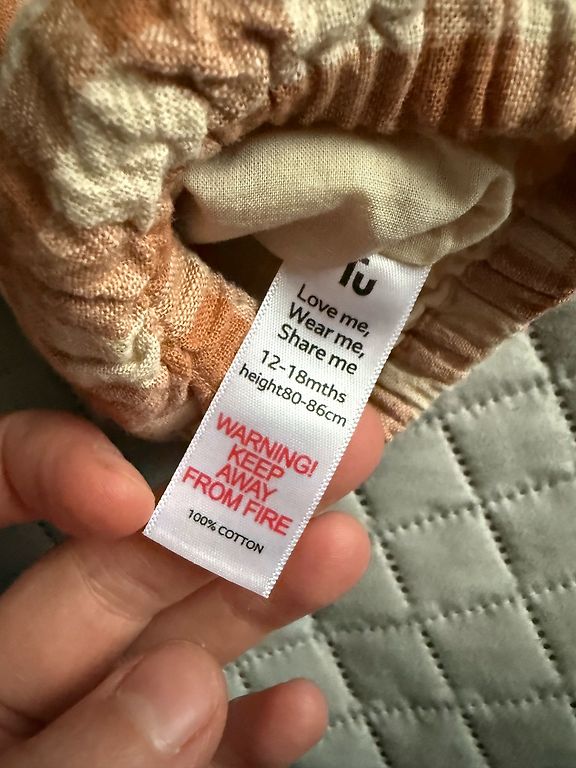 Tu
Love me,
Wear me,
Share me
12-18mths
height80-86cm
WARNING!
KEEP
AWAY
FROM FIRE
100% COTTON